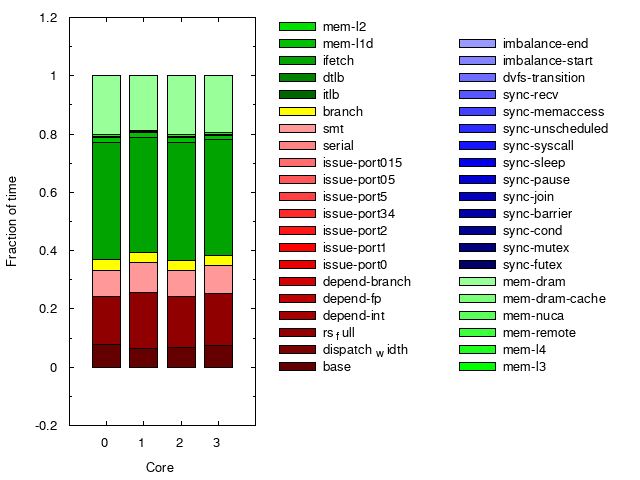 1.2
1
0.8
0.6
0.4
0.2
0
-0.2
Fraction of time
0 1 2 3
Core
mem-l2
mem-l1d
ifetch
dtlb
itlb
branch
smt
serial
issue-port015
issue-port05
issue-port5
issue-port34
issue-port2
issue-port1
issue-port0
depend-branch
depend-fp
depend-int
rsfull
dispatchwidth
base
imbalance-end
imbalance-start
dvfs-transition
sync-recv
sync-memaccess
sync-unscheduled
sync-syscall
sync-sleep
sync-pause
sync-join
sync-barrier
sync-cond
sync-mutex
sync-futex
mem-dram
mem-dram-cache
mem-nuca
mem-remote
mem-l4
mem-l3